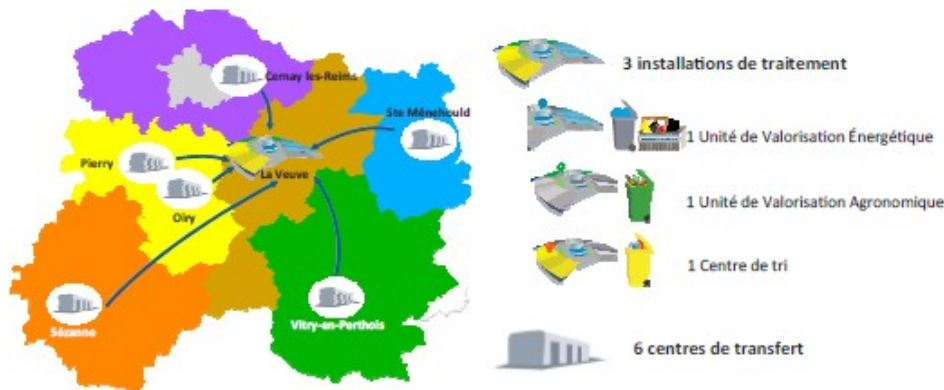 Cernay les-Reims
Ste Ménehould
Pierry
La Veuve
Oiry
Sézanne
Vitry-en-Perthois
3 installations de traitement
1 Unité de Valorisation Énergétique
1 Unité de Valorisation Agronomique
1 Centre de tri
6 centres de transfert